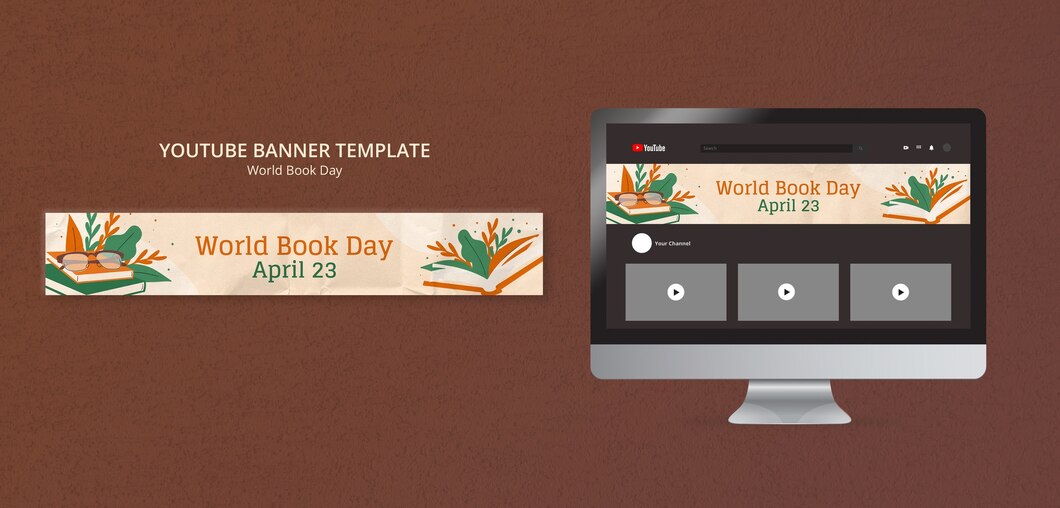 YOUTUBE BANNER TEMPLATE
World Book Day
World Book Day
April 23
YouTube
Search
World Book Day
April 23
Your Channel